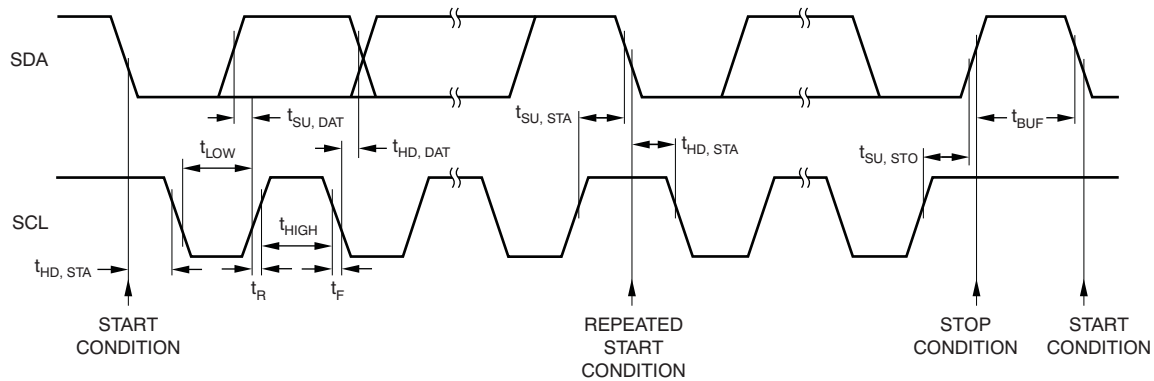 SDA
tSU, DAT
tHD, DAT
tLOW
tSU, STA
tHD, STA
tBUF
tSU, STO
SCL
tHIGH
tHD, STA
tR
tF
START
CONDITION
REPEATED
START
CONDITION
STOP
CONDITION
START
CONDITION